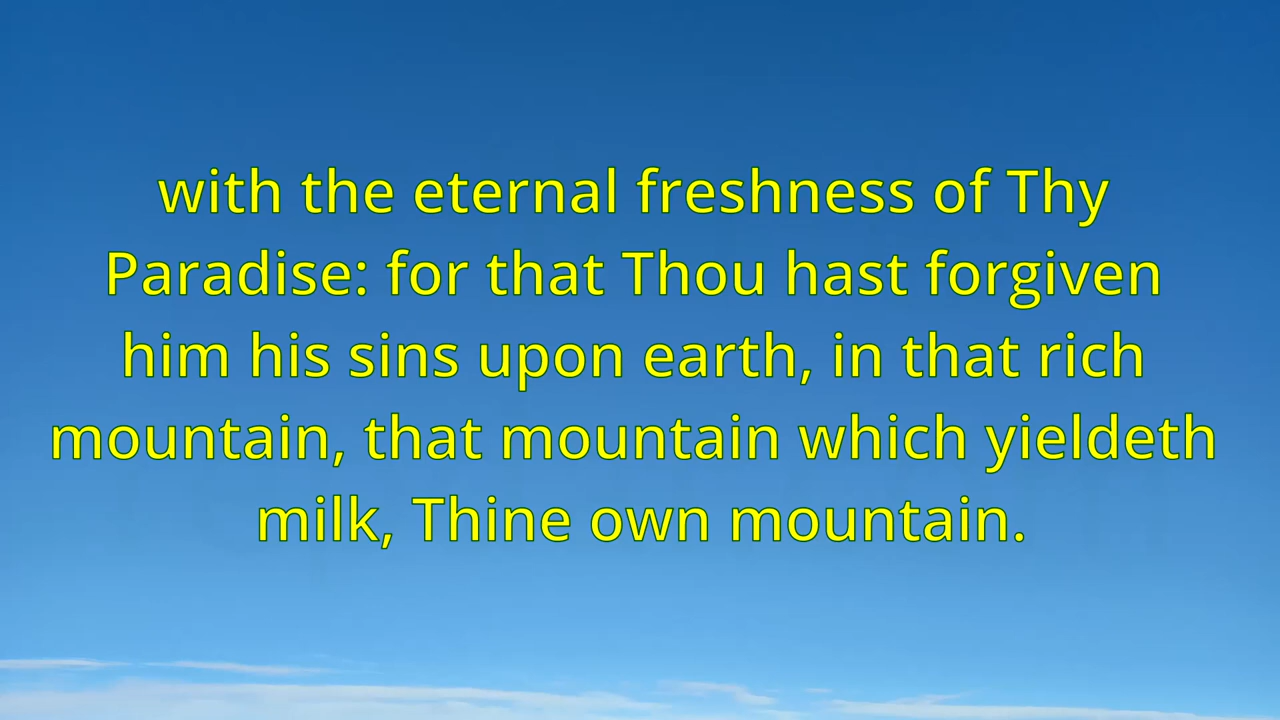 with the eternal freshness of Thy
Paradise: for that Thou hast forgiven
him his sins upon earth, in that rich
mountain, that mountain which yieldeth
milk, Thine own mountain.